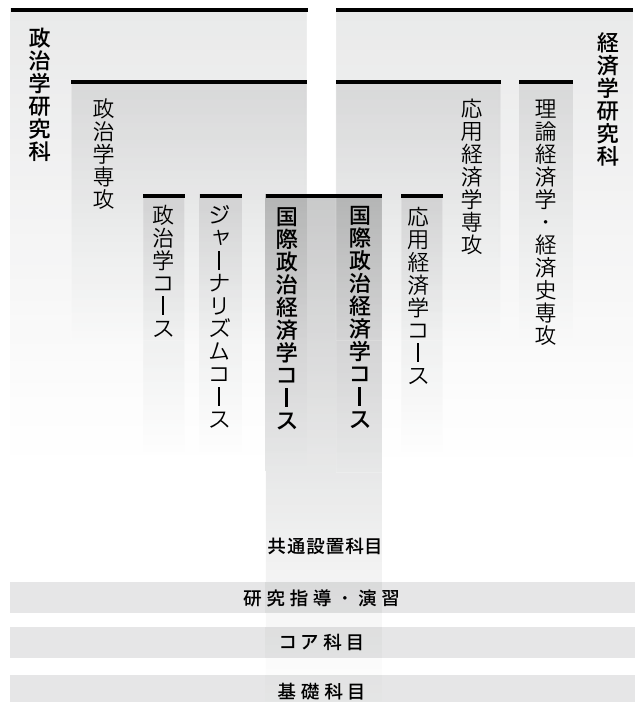 政治学研究科
政治学専攻
政治学コース
ジャーナリズムコース
国際政治経済学コース
国際政治経済学コース
応用経済学コース
応用経済学専攻
理論経済学・経済史専攻
経済学研究科
共通設置科目
研究指導・演習
コア科目
基礎科目